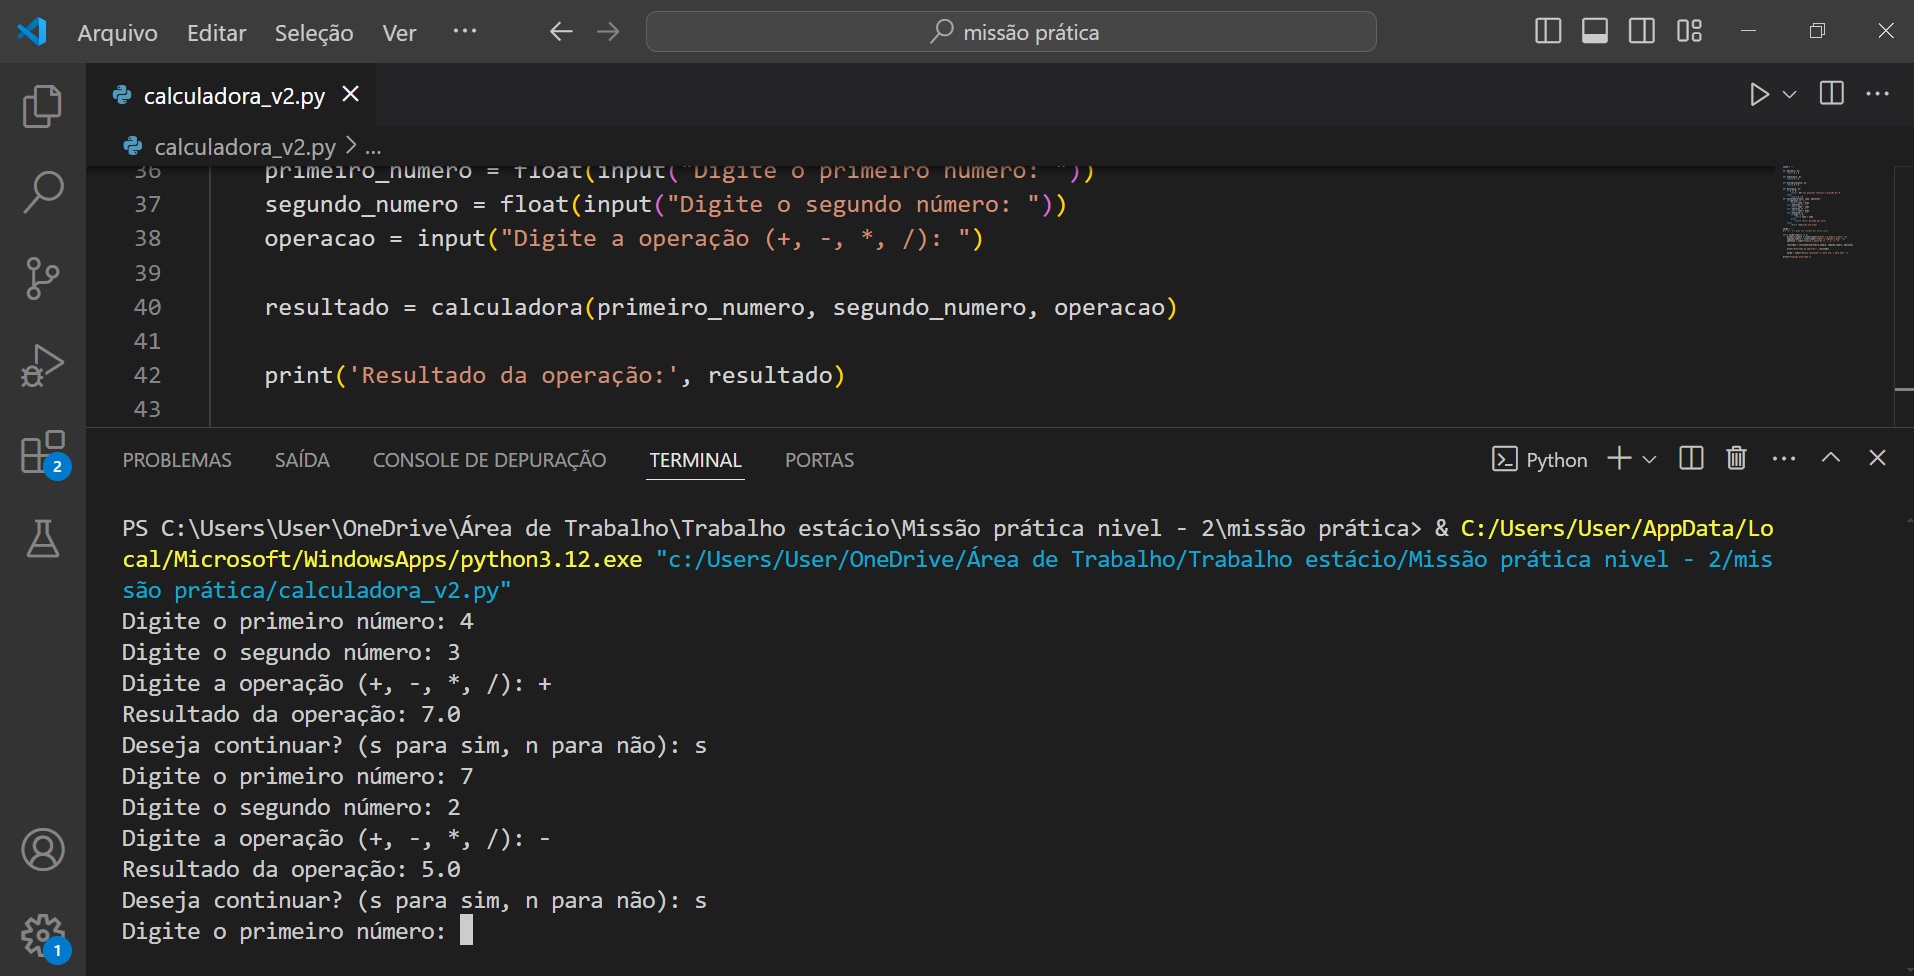 Arquivo Editar Seleção Ver ··· missão prática
calculadora_v2.py
calculadora_v2.py > ...
36 primeiro_numero = float(input("Digite o primeiro número: "))
37 segundo_numero = float(input("Digite o segundo número: "))
38 operacao = input("Digite a operação (+, -, *, /): ")
39
40 resultado = calculadora(primeiro_numero, segundo_numero, operacao)
41
42 print('Resultado da operação:', resultado)
43
PROBLEMAS SAÍDA CONSOLE DE DEPURAÇÃO TERMINAL PORTAS Python
PS C:\Users\User\OneDrive\Área de Trabalho\Trabalho estácio\Missão prática nivel - 2\missão prática> & C:/Users/User/AppData/Lo
cal/Microsoft/WindowsApps/python3.12.exe "c:/Users/User/OneDrive/Área de Trabalho/Trabalho estácio/Missão prática nivel - 2/mis
são prática/calculadora_v2.py"
Digite o primeiro número: 4
Digite o segundo número: 3
Digite a operação (+, -, *, /): +
Resultado da operação: 7.0
Deseja continuar? (s para sim, n para não): s
Digite o primeiro número: 7
Digite o segundo número: 2
Digite a operação (+, -, *, /): -
Resultado da operação: 5.0
Deseja continuar? (s para sim, n para não): s
Digite o primeiro número:
2
1